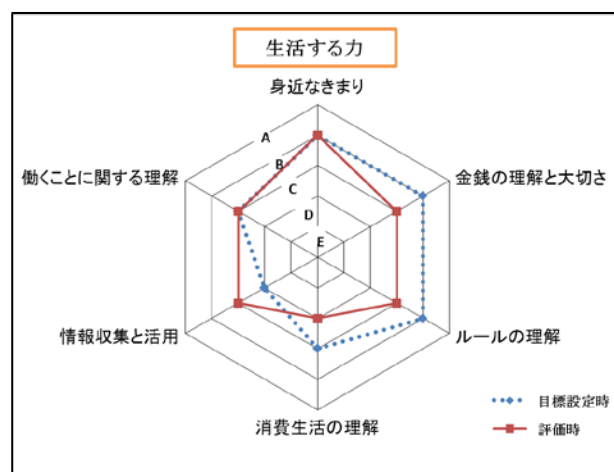 生活する力
身近なきまり
A
B
C
D
E
働くことに関する理解
金銭の理解と大切さ
情報収集と活用
ルールの理解
消費生活の理解
目標設定時
評価時